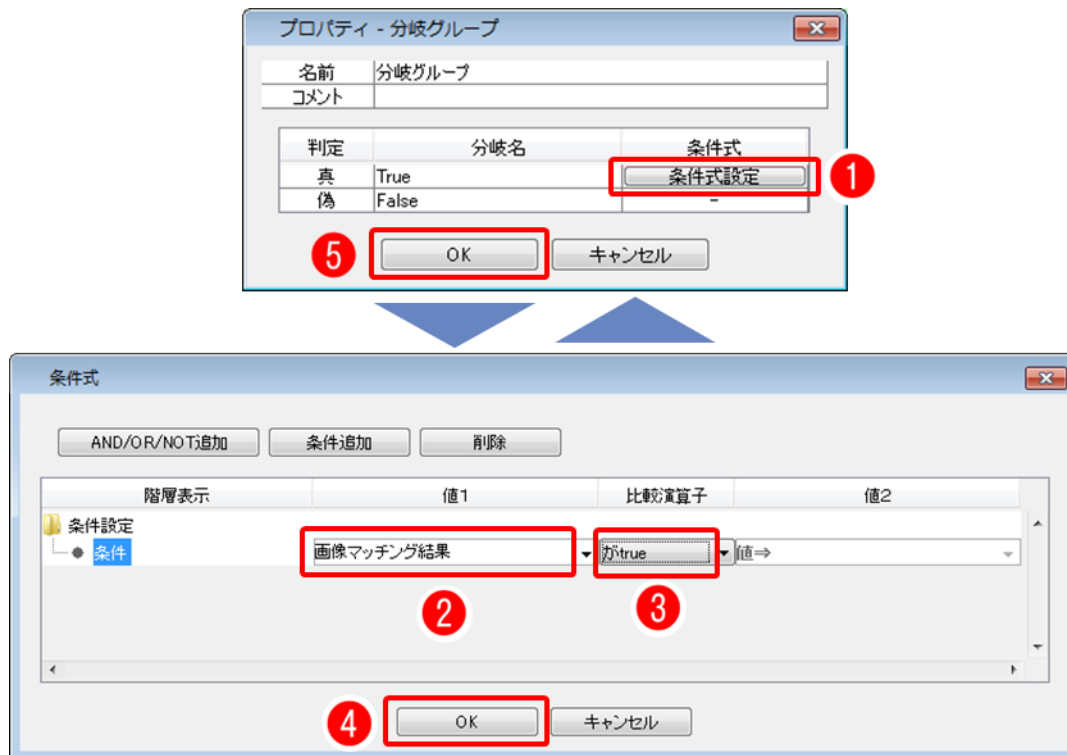 プロパティ - 分岐グループ
名前 分岐グループ
コメント
判定 分岐名 条件式
真 True 条件式設定 1
偽 False -
5 OK キャンセル
条件式
AND/OR/NOT追加 条件追加 削除
階層表示 値1 比較演算子 値2
条件設定
条件 画像マッチング結果 がtrue 値⇒
2 3
4 OK キャンセル